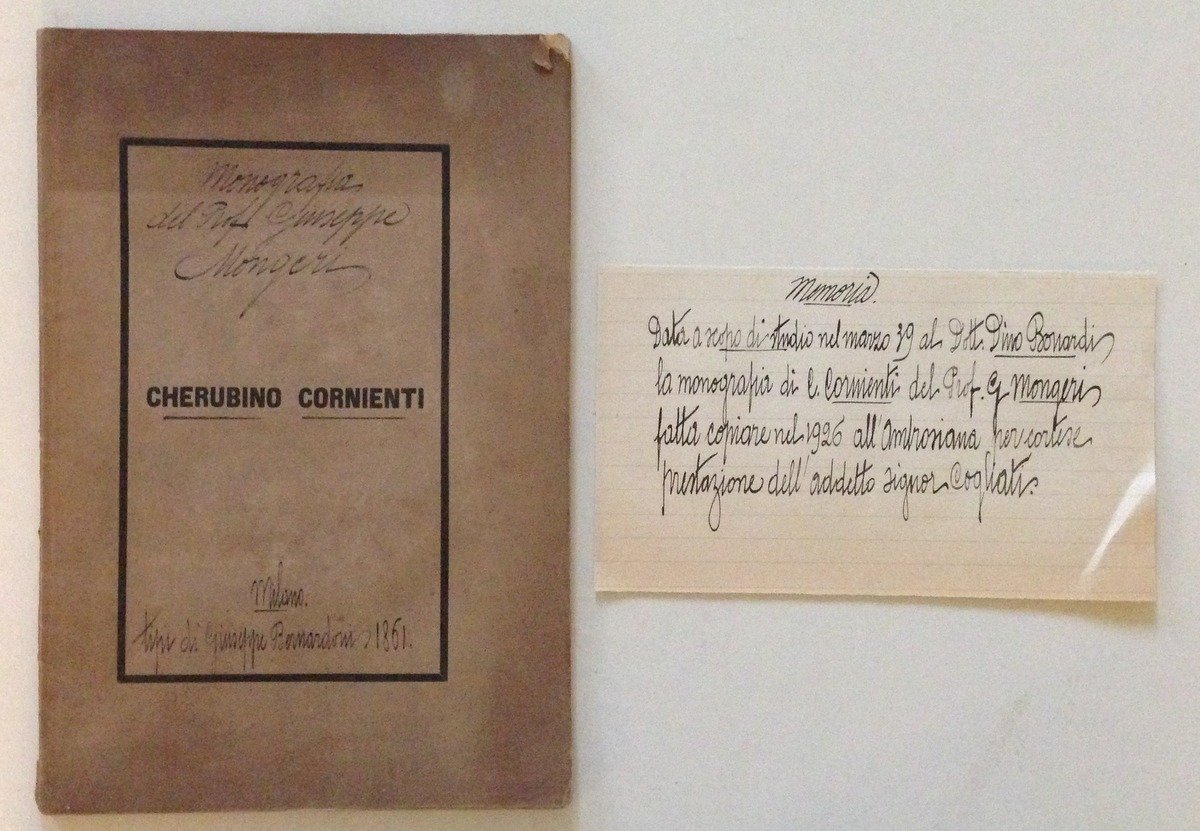 Monografia
del Prof. Giuseppe
Mongeri
CHERUBINO CORNIENTI
Milano.
tipi di Giuseppe Bernardoni, 1861.
Memoria.
Data a scopo di studio nel marzo 39 al Dott. Dino Bonardi
la monografia di C. Cornienti del Prof. G. Mongeri
fatta copiare nel 1926 all'Ambrosiana per cortese
prestazione dell'addetto signor Cogliati.